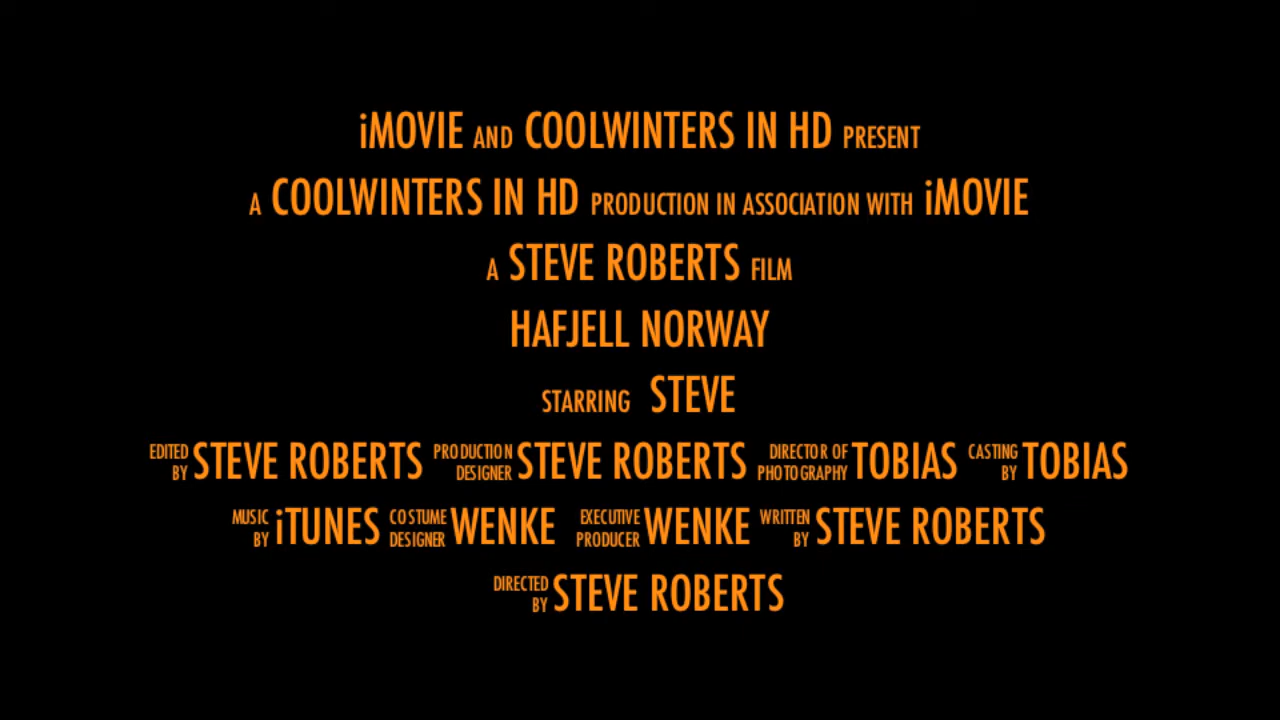 iMOVIE AND COOLWINTERS IN HD PRESENT
A COOLWINTERS IN HD PRODUCTION IN ASSOCIATION WITH iMOVIE
A STEVE ROBERTS FILM
HAFJELL NORWAY
STARRING STEVE
EDITED BY STEVE ROBERTS PRODUCTION DESIGNER STEVE ROBERTS DIRECTOR OF PHOTOGRAPHY TOBIAS CASTING BY TOBIAS
MUSIC BY iTUNES COSTUME DESIGNER WENKE EXECUTIVE PRODUCER WENKE WRITTEN BY STEVE ROBERTS
DIRECTED BY STEVE ROBERTS